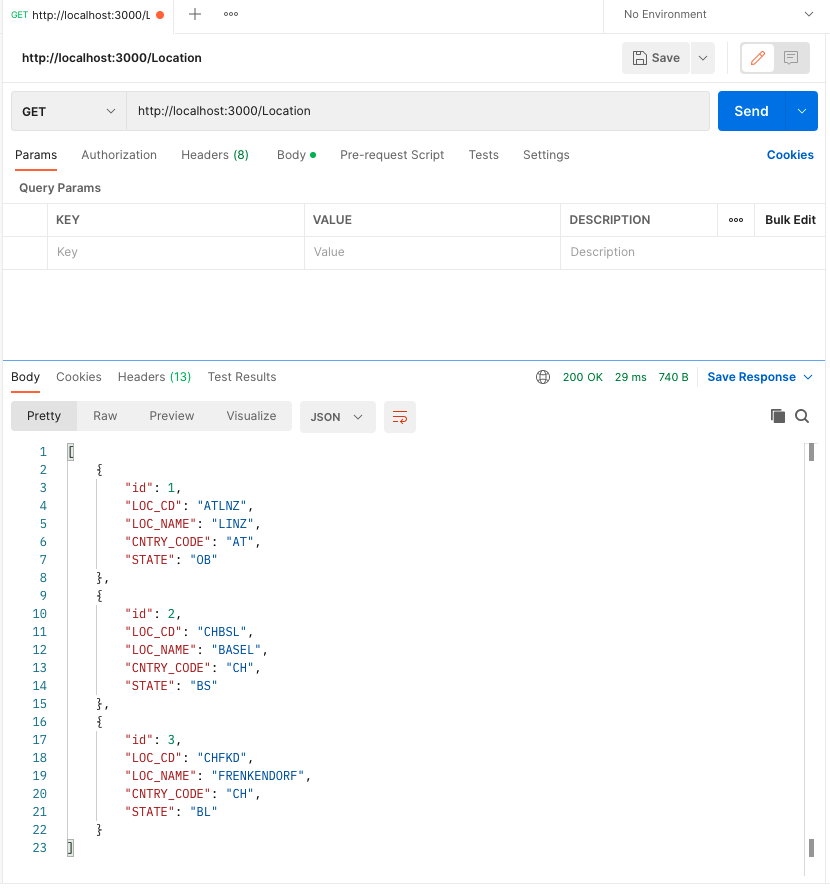 GET http://localhost:3000/L
No Environment
http://localhost:3000/Location
Save
GET http://localhost:3000/Location Send
Params Authorization Headers (8) Body Pre-request Script Tests Settings Cookies
Query Params
KEY VALUE DESCRIPTION Bulk Edit
Key Value Description
Body Cookies Headers (13) Test Results 200 OK 29 ms 740 B Save Response
Pretty Raw Preview Visualize JSON
1 [
2 {
3 "id": 1,
4 "LOC_CD": "ATLNZ",
5 "LOC_NAME": "LINZ",
6 "CNTRY_CODE": "AT",
7 "STATE": "OB"
8 },
9 {
10 "id": 2,
11 "LOC_CD": "CHBSL",
12 "LOC_NAME": "BASEL",
13 "CNTRY_CODE": "CH",
14 "STATE": "BS"
15 },
16 {
17 "id": 3,
18 "LOC_CD": "CHFKD",
19 "LOC_NAME": "FRENKENDORF",
20 "CNTRY_CODE": "CH",
21 "STATE": "BL"
22 }
23 ]